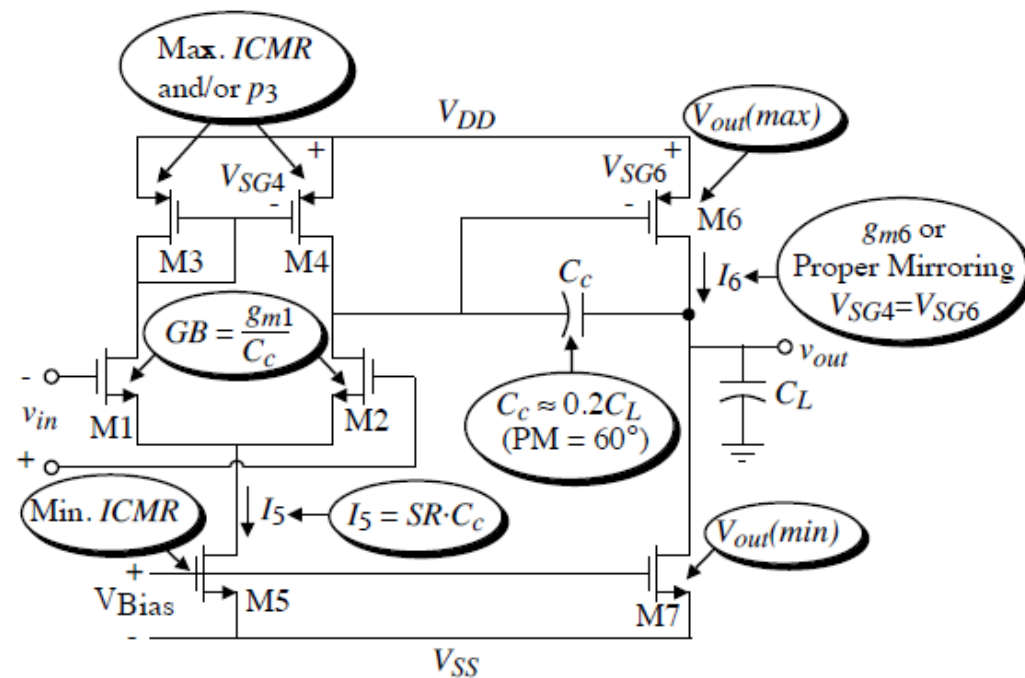 Max. ICMR
and/or p3
VDD
Vout(max)
+
VSG4
-
+
VSG6
-
M6
M3
M4
gm6 or
Proper Mirroring
VSG4=VSG6
I6
Cc
GB = gm1
Cc
-
vin
+
M1
M2
Cc ≈ 0.2CL
(PM = 60°)
vout
CL
Min. ICMR
I5
I5 = SR·Cc
Vout(min)
+
VBias
-
M5
M7
VSS